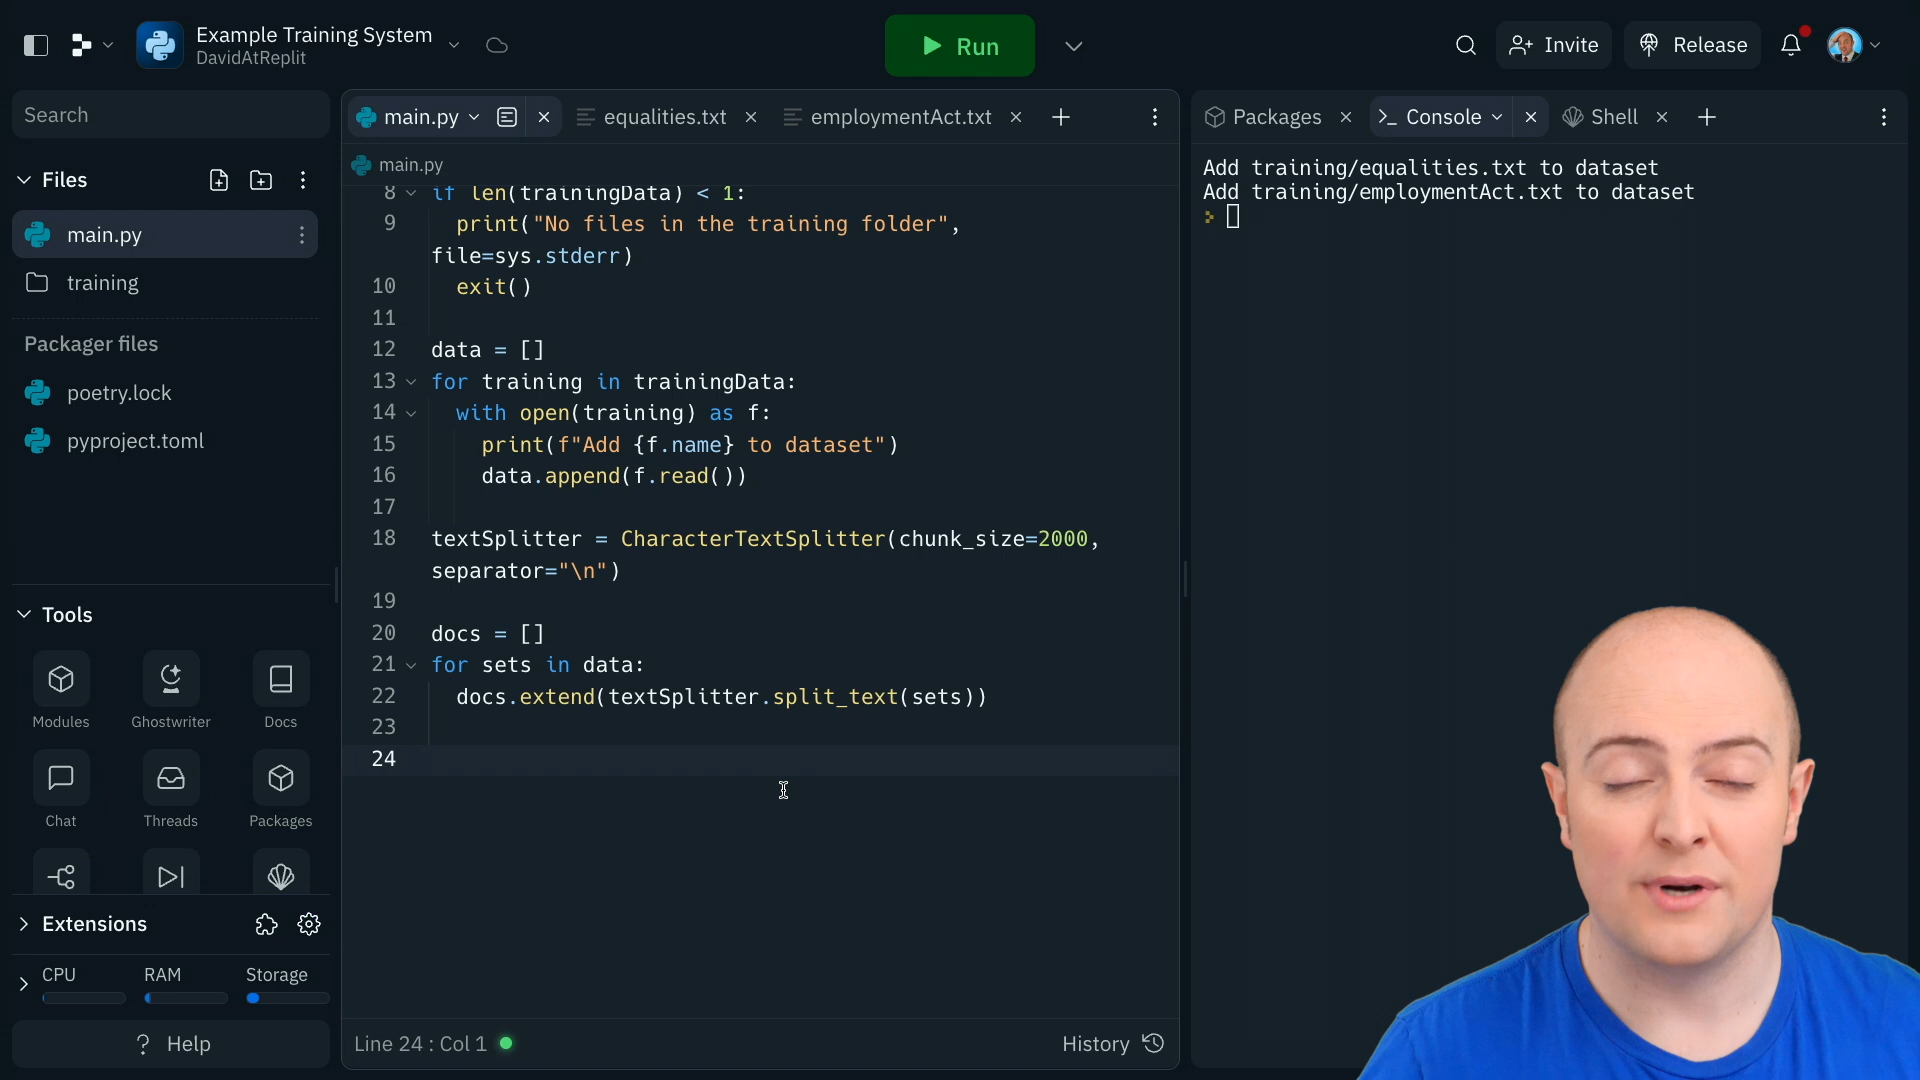 Example Training System
DavidAtReplit
Run
Invite
Release
Search
Files
main.py
training
Packager files
poetry.lock
pyproject.toml
Tools
Modules
Ghostwriter
Docs
Chat
Threads
Packages
Extensions
CPU
RAM
Storage
? Help
main.py
equalities.txt
employmentAct.txt
main.py
8 if len(trainingData) < 1:
9 print("No files in the training folder",
file=sys.stderr)
10 exit()
11
12 data = []
13 for training in trainingData:
14 with open(training) as f:
15 print(f"Add {f.name} to dataset")
16 data.append(f.read())
17
18 textSplitter = CharacterTextSplitter(chunk_size=2000,
separator="\n")
19
20 docs = []
21 for sets in data:
22 docs.extend(textSplitter.split_text(sets))
23
24
Line 24 : Col 1
History
Packages
Console
Shell
Add training/equalities.txt to dataset
Add training/employmentAct.txt to dataset